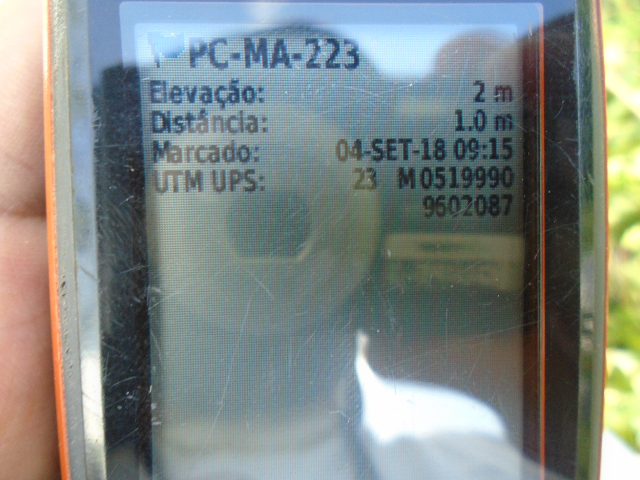 PC-MA-223
Elevação: 2 m
Distância: 1.0 m
Marcado: 04-SET-18 09:15
UTM UPS: 23 M 0519990
9602087